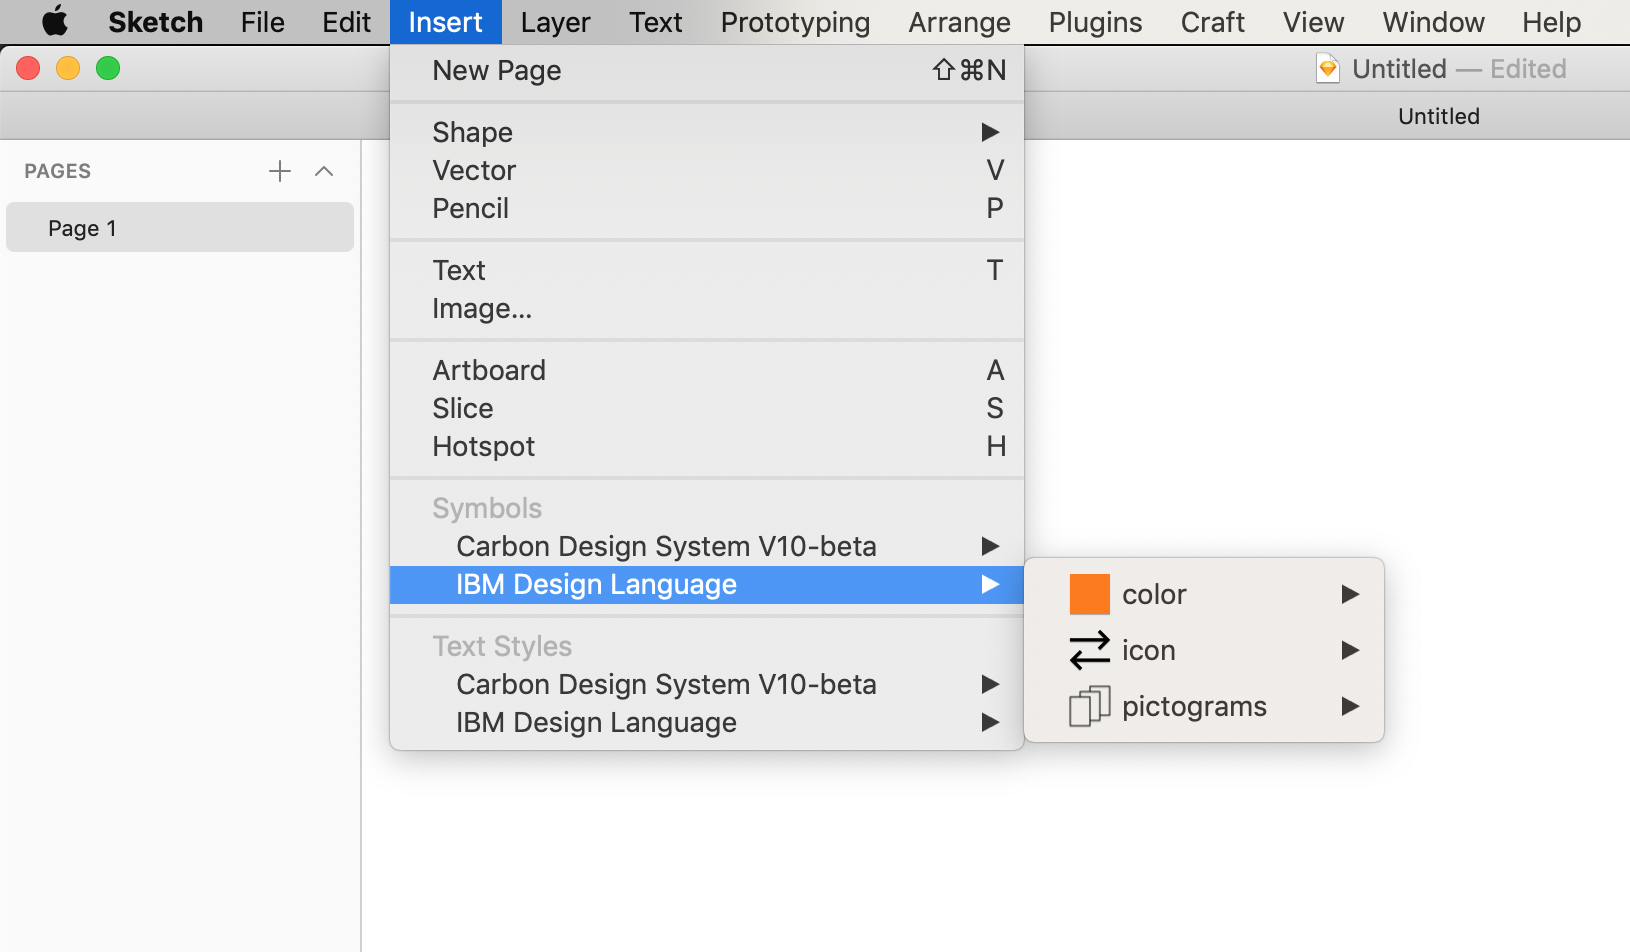 Sketch File Edit Insert Layer Text Prototyping Arrange Plugins Craft View Window Help
Untitled — Edited
Untitled
PAGES
Page 1
New Page ⇧⌘N
Shape
Vector V
Pencil P
Text T
Image...
Artboard A
Slice S
Hotspot H
Symbols
Carbon Design System V10-beta
IBM Design Language
Text Styles
Carbon Design System V10-beta
IBM Design Language
color
icon
pictograms